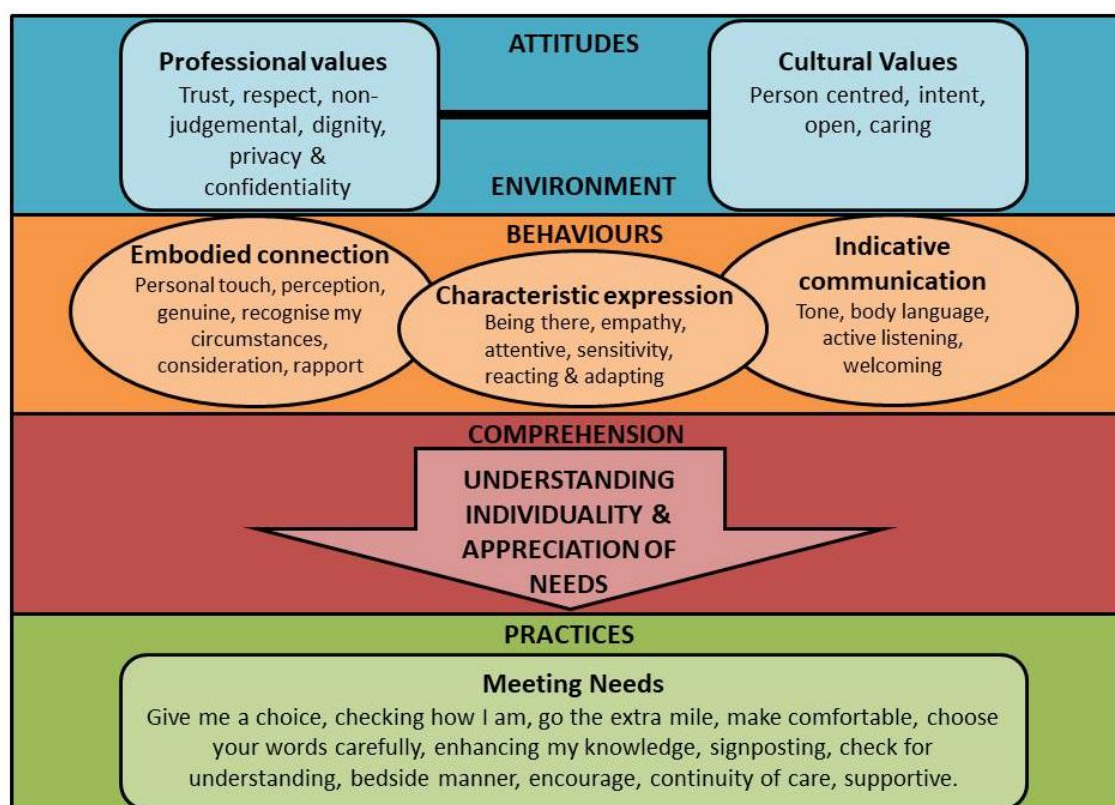 ATTITUDES
Professional values
Trust, respect, non-
judgemental, dignity,
privacy &
confidentiality
Cultural Values
Person centred, intent,
open, caring
ENVIRONMENT
BEHAVIOURS
Embodied connection
Personal touch, perception,
genuine, recognise my
circumstances,
consideration, rapport
Characteristic expression
Being there, empathy,
attentive, sensitivity,
reacting & adapting
Indicative
communication
Tone, body language,
active listening,
welcoming
COMPREHENSION
UNDERSTANDING
INDIVIDUALITY &
APPRECIATION OF
NEEDS
PRACTICES
Meeting Needs
Give me a choice, checking how I am, go the extra mile, make comfortable, choose
your words carefully, enhancing my knowledge, signposting, check for
understanding, bedside manner, encourage, continuity of care, supportive.